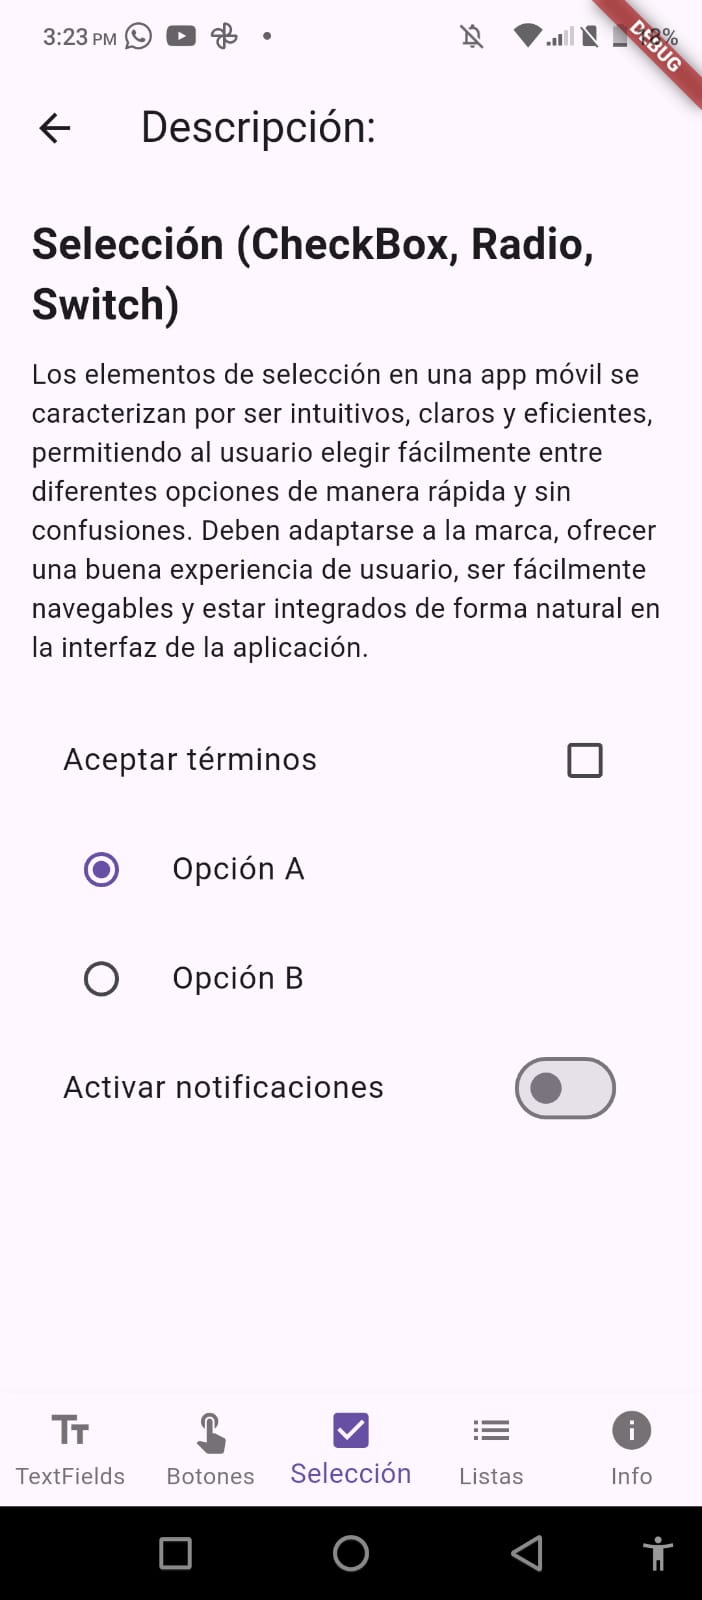 3:23 PM
DEBUG
Descripción:
Selección (CheckBox, Radio,
Switch)
Los elementos de selección en una app móvil se
caracterizan por ser intuitivos, claros y eficientes,
permitiendo al usuario elegir fácilmente entre
diferentes opciones de manera rápida y sin
confusiones. Deben adaptarse a la marca, ofrecer
una buena experiencia de usuario, ser fácilmente
navegables y estar integrados de forma natural en
la interfaz de la aplicación.
Aceptar términos
Opción A
Opción B
Activar notificaciones
TextFields Botones Selección Listas Info